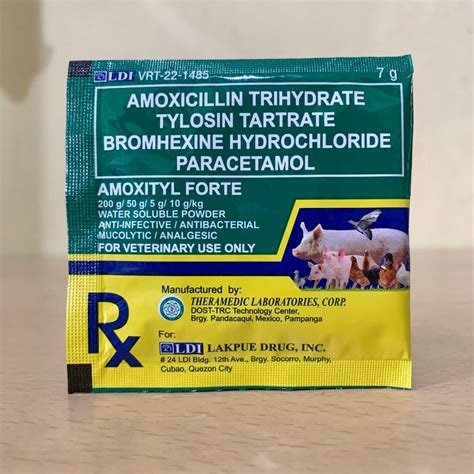 LDI VRT-22-1485 7 g
AMOXICILLIN TRIHYDRATE
TYLOSIN TARTRATE
BROMHEXINE HYDROCHLORIDE
PARACETAMOL
AMOXITYL FORTE
200 g/ 50 g/ 5 g/ 10 g/kg
WATER SOLUBLE POWDER
ANTI-INFECTIVE / ANTIBACTERIAL
MUCOLYTIC / ANALGESIC
FOR VETERINARY USE ONLY
Rx
Manufactured by:
THERAMEDIC LABORATORIES, CORP.
DOST-TRC Technology Center,
Brgy. Pandacaqui, Mexico, Pampanga
For:
LDI LAKPUE DRUG, INC.
# 24 LDI Bldg. 12th Ave., Brgy. Socorro, Murphy,
Cubao, Quezon City